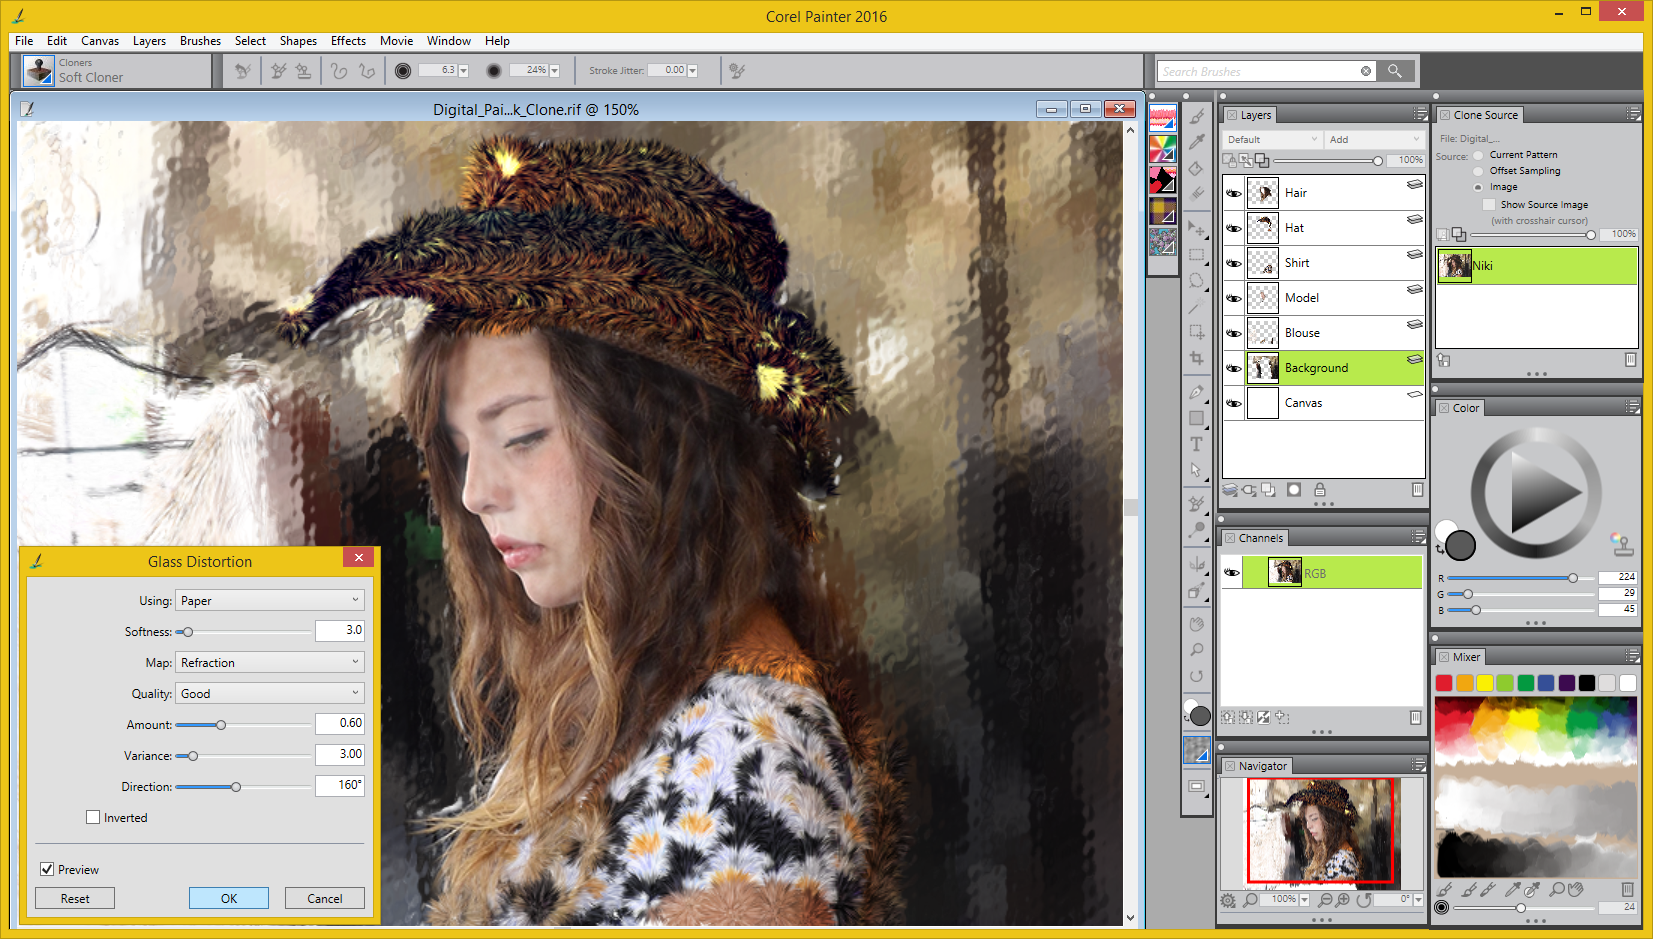 Corel Painter 2016
File Edit Canvas Layers Brushes Select Shapes Effects Movie Window Help
Cloners
Soft Cloner
6.3
24%
Stroke Jitter: 0.00
Search Brushes
Digital_Pai...k_Clone.rif @ 150%
Glass Distortion
Using: Paper
Softness: 3.0
Map: Refraction
Quality: Good
Amount: 0.60
Variance: 3.00
Direction: 160°
Inverted
Preview
Reset OK Cancel
Layers
Default Add
100%
Hair
Hat
Shirt
Model
Blouse
Background
Canvas
Channels
RGB
Navigator
100% 0°
Clone Source
File: Digital_...
Source: Current Pattern
Offset Sampling
Image
Show Source Image
(with crosshair cursor)
100%
Niki
Color
R 224
G 29
B 45
Mixer
24